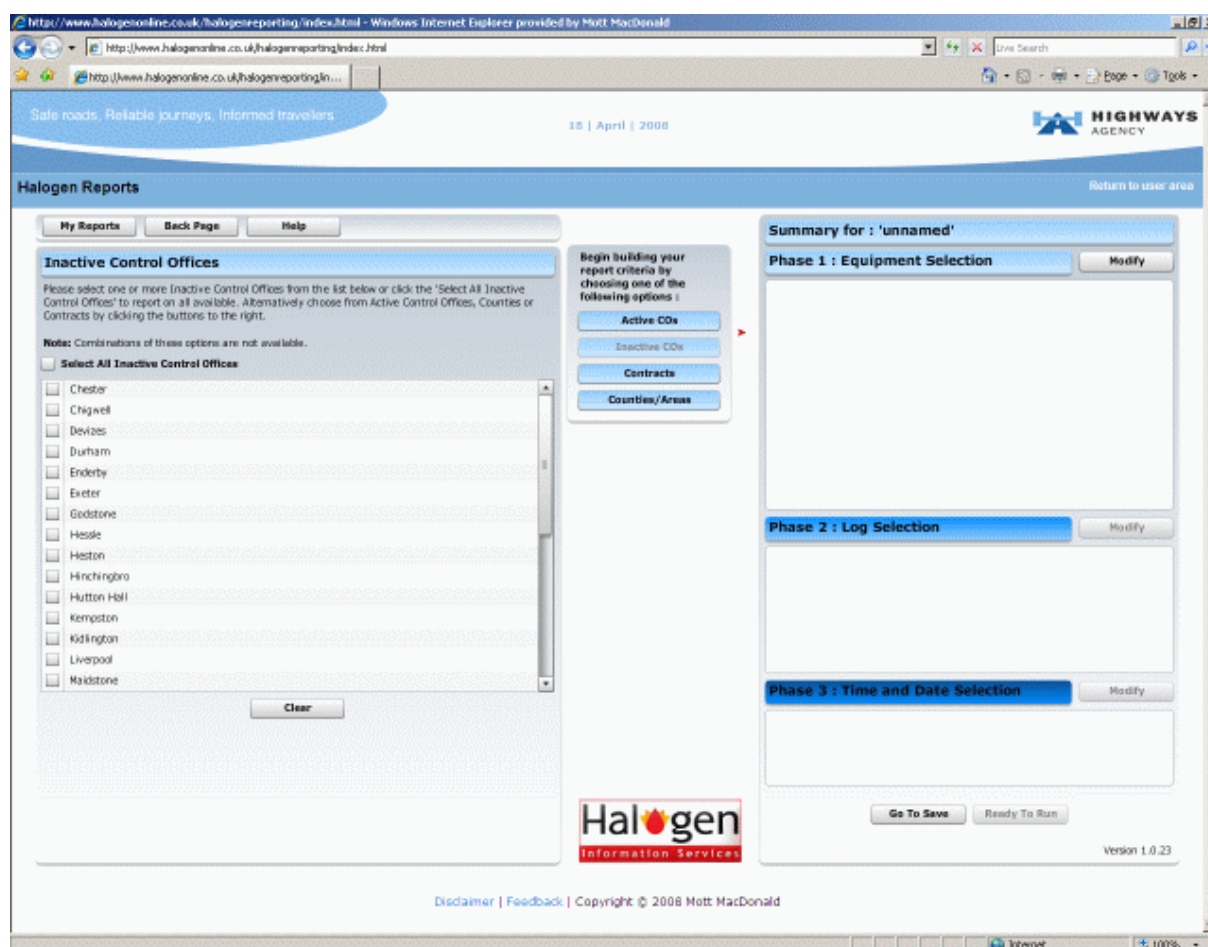 http://www.halogenonline.co.uk/halogenreporting/index.html - Windows Internet Explorer provided by Mott MacDonald
http://www.halogenonline.co.uk/halogenreporting/index.html
Live Search
http://www.halogenonline.co.uk/halogenreporting/in...
Page
Tools
Safe roads, Reliable journeys, Informed travellers
HIGHWAYS
AGENCY
| April | 2008
Halogen Reports
Return to user area
My Reports
Back Page
Help
Inactive Control Offices
Please select one or more Inactive Control Offices from the list below or click the 'Select All Inactive
Control Offices' to report on all available. Alternatively choose from Active Control Offices, Counties or
Contracts by clicking the buttons to the right.
Note: Combinations of these options are not available.
Select All Inactive Control Offices
Chester
Chigwell
Devizes
Durham
Enderby
Exeter
Godstone
Hessle
Heston
Hinchingbro
Hutton Hall
Kempston
Kidlington
Liverpool
Maidstone
Clear
Begin building your
report criteria by
choosing one of the
following options :
Active COs
Inactive COs
Contracts
Counties/Areas
Halogen
Information Services
Summary for : 'unnamed'
Phase 1 : Equipment Selection
Modify
Phase 2 : Log Selection
Modify
Phase 3 : Time and Date Selection
Modify
Go To Save
Ready To Run
Version 1.0.23
Disclaimer | Feedback | Copyright © 2008 Mott MacDonald
Internet
100%